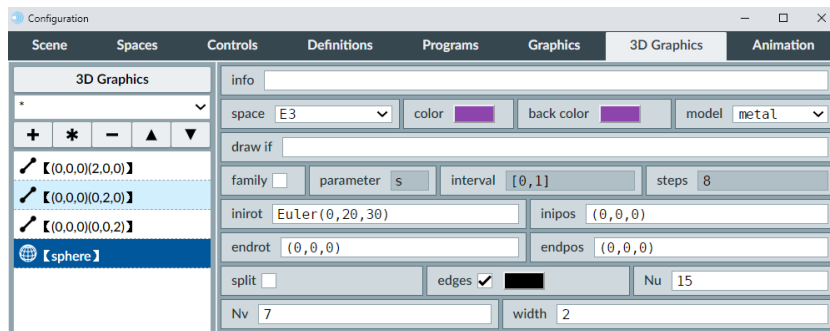 Configuration
Scene Spaces Controls Definitions Programs Graphics 3D Graphics Animation
3D Graphics
*
+ * − ▲ ▼
【(0,0,0)(2,0,0)】
【(0,0,0)(0,2,0)】
【(0,0,0)(0,0,2)】
【sphere】
info
space E3 color back color model metal
draw if
family parameter s interval [0,1] steps 8
inirot Euler(0,20,30) inipos (0,0,0)
endrot (0,0,0) endpos (0,0,0)
split edges Nu 15
Nv 7 width 2